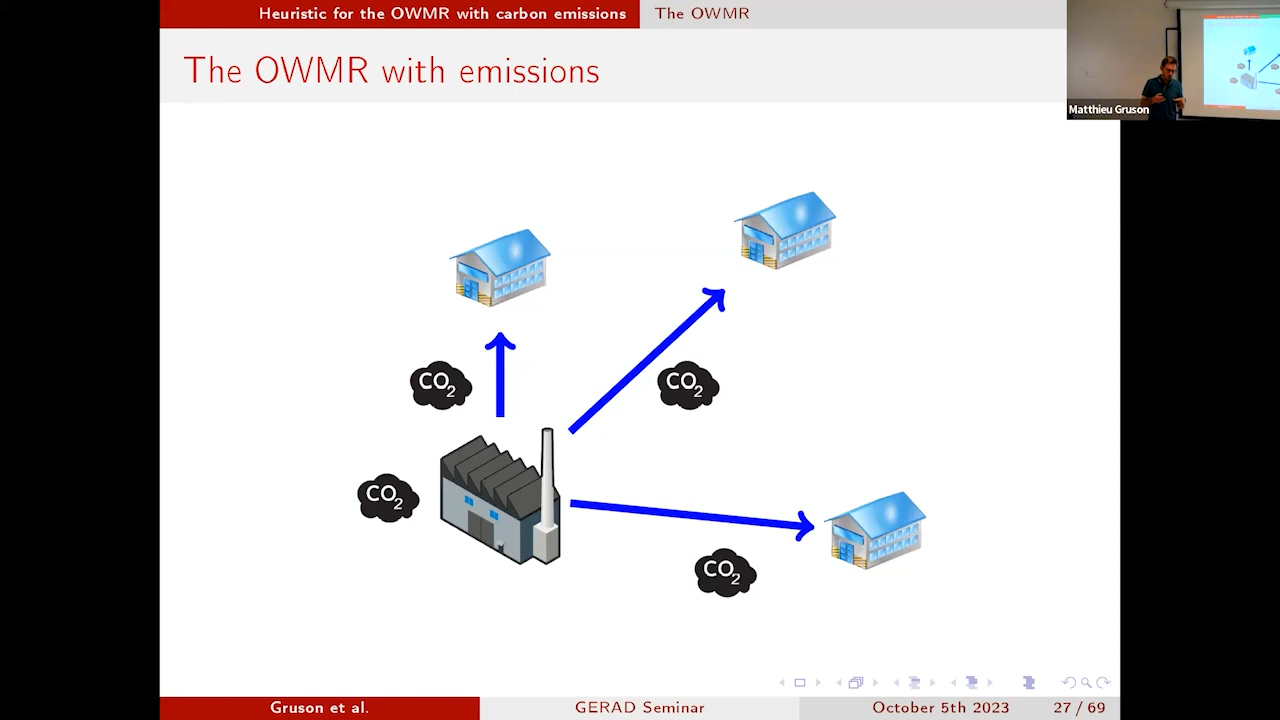 Heuristic for the OWMR with carbon emissions The OWMR
The OWMR with emissions
Matthieu Gruson
CO2
CO2
CO2
CO2
Gruson et al. GERAD Seminar October 5th 2023 27 / 69